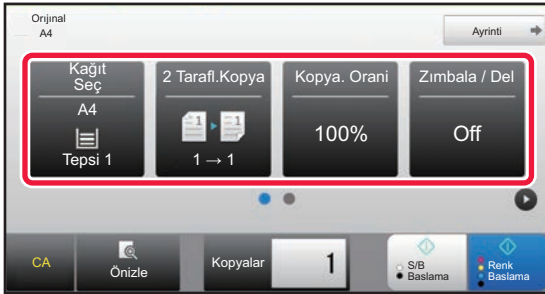 Orijinal
A4
Ayrinti
Kağıt
Seç
A4
Tepsi 1
2 Tarafl.Kopya
1 → 1
Kopya. Orani
100%
Zımbala / Del
Off
CA
Önizle
Kopyalar
1
S/B
Baslama
Renk
Baslama